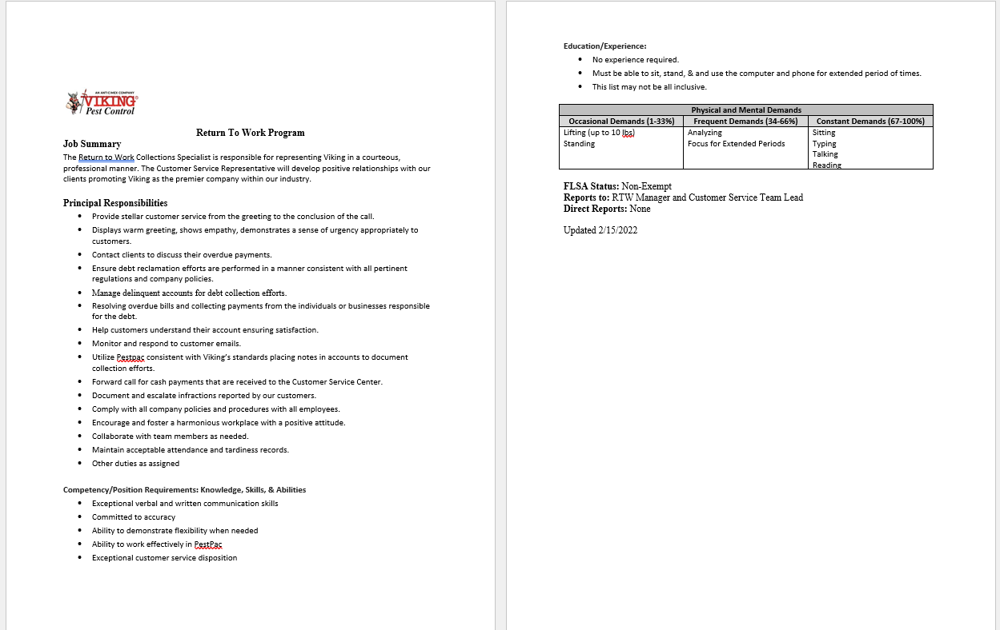 AN ANTICIMEX COMPANY
VIKING®
Pest Control
Return To Work Program
Job Summary
The Return to Work Collections Specialist is responsible for representing Viking in a courteous,
professional manner. The Customer Service Representative will develop positive relationships with our
clients promoting Viking as the premier company within our industry.
Principal Responsibilities
• Provide stellar customer service from the greeting to the conclusion of the call.
• Displays warm greeting, shows empathy, demonstrates a sense of urgency appropriately to
customers.
• Contact clients to discuss their overdue payments.
• Ensure debt reclamation efforts are performed in a manner consistent with all pertinent
regulations and company policies.
• Manage delinquent accounts for debt collection efforts.
• Resolving overdue bills and collecting payments from the individuals or businesses responsible
for the debt.
• Help customers understand their account ensuring satisfaction.
• Monitor and respond to customer emails.
• Utilize Pestpac consistent with Viking's standards placing notes in accounts to document
collection efforts.
• Forward call for cash payments that are received to the Customer Service Center.
• Document and escalate infractions reported by our customers.
• Comply with all company policies and procedures with all employees.
• Encourage and foster a harmonious workplace with a positive attitude.
• Collaborate with team members as needed.
• Maintain acceptable attendance and tardiness records.
• Other duties as assigned
Competency/Position Requirements: Knowledge, Skills, & Abilities
• Exceptional verbal and written communication skills
• Committed to accuracy
• Ability to demonstrate flexibility when needed
• Ability to work effectively in PestPac
• Exceptional customer service disposition
Education/Experience:
• No experience required.
• Must be able to sit, stand, & and use the computer and phone for extended period of times.
• This list may not be all inclusive.
Physical and Mental Demands
Occasional Demands (1-33%) Frequent Demands (34-66%) Constant Demands (67-100%)
Lifting (up to 10 lbs) Analyzing Sitting
Standing Focus for Extended Periods Typing
Talking
Reading
FLSA Status: Non-Exempt
Reports to: RTW Manager and Customer Service Team Lead
Direct Reports: None
Updated 2/15/2022